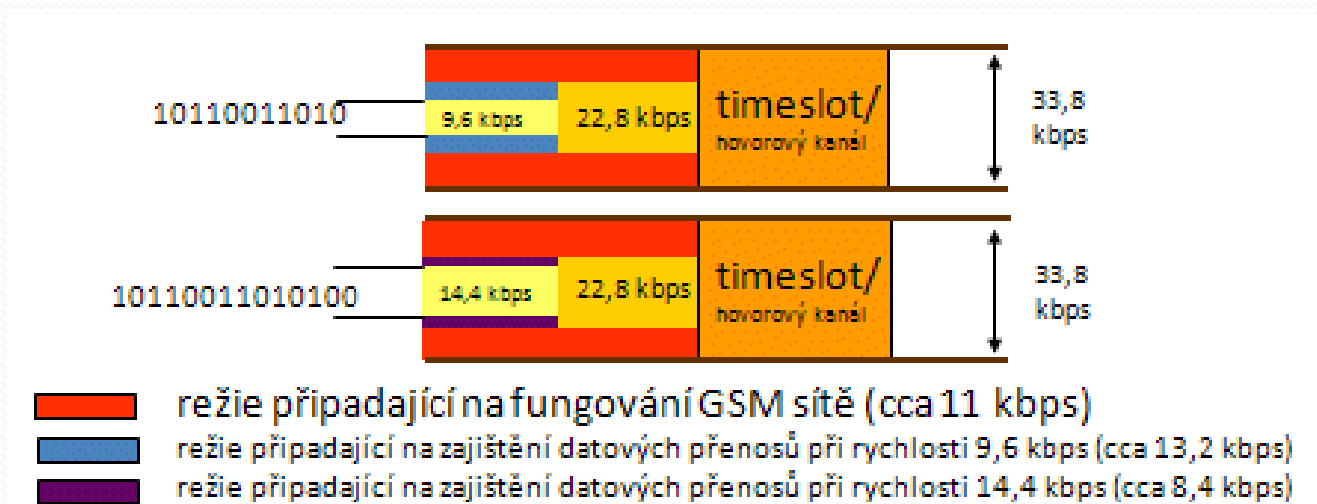 10110011010
9,6 kbps
22,8 kbps
timeslot/
hovorový kanál
33,8
kbps
10110011010100
14,4 kbps
22,8 kbps
timeslot/
hovorový kanál
33,8
kbps
režie připadající na fungování GSM sítě (cca 11 kbps)
režie připadající na zajištění datových přenosů při rychlosti 9,6 kbps (cca 13,2 kbps)
režie připadající na zajištění datových přenosů při rychlosti 14,4 kbps (cca 8,4 kbps)